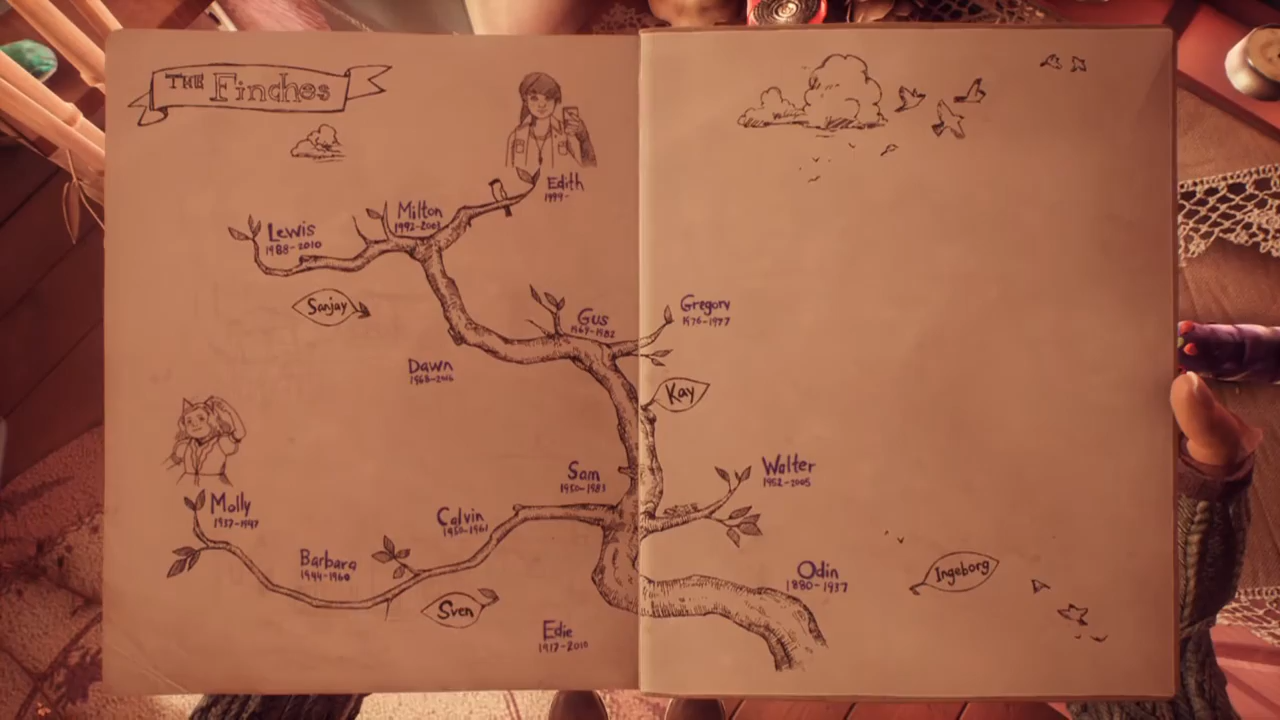 THE Finches
Edith
1999-
Milton
1992-2003
Lewis
1988-2010
Sanjay
Gus
1969-1982
Gregory
1976-1977
Dawn
1968-2016
Kay
Sam
1950-1983
Walter
1952-2005
Molly
1937-1947
Calvin
1950-1961
Barbara
1944-1960
Sven
Odin
1880-1937
Ingeborg
Edie
1917-2010